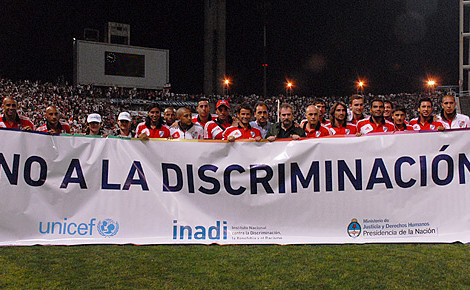 NO A LA DISCRIMINACIÓN
unicef
inadi
Instituto Nacional
contra la Discriminación,
la Xenofobia y el Racismo
Ministerio de
Justicia y Derechos Humanos
Presidencia de la Nación